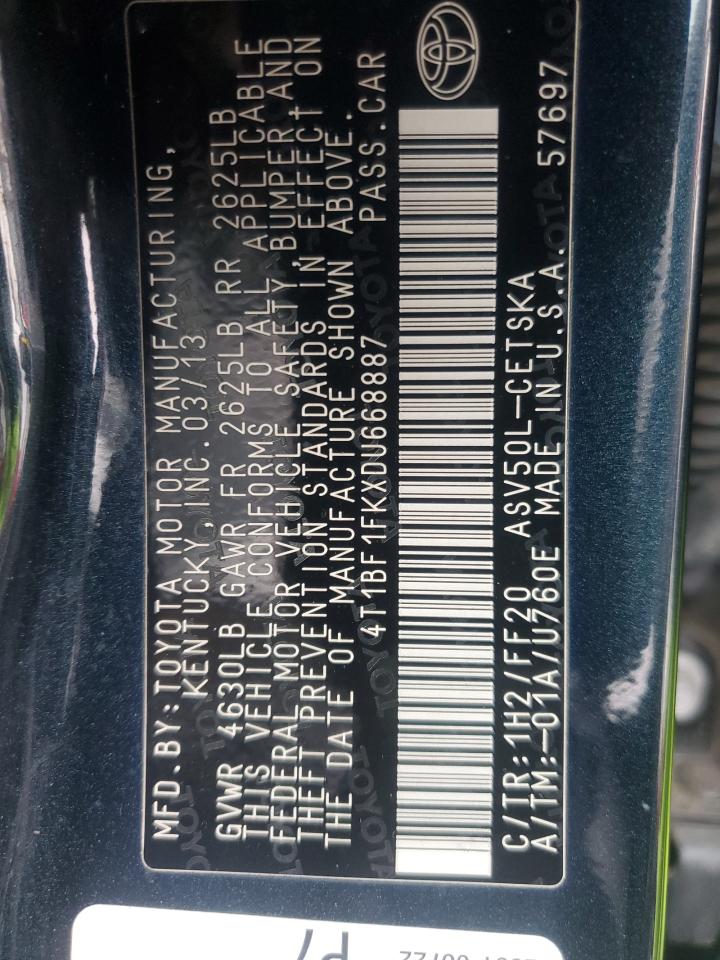 MFD.BY:TOYOTA MOTOR MANUFACTURING,
KENTUCKY,INC. 03/13
GVWR 4630LB GAWR FR 2625LB RR 2625LB
THIS VEHICLE CONFORMS TO ALL APPLICABLE
FEDERAL MOTOR VEHICLE SAFETY,BUMPER,AND
THEFT PREVENTION STANDARDS IN EFFECT ON
THE DATE OF MANUFACTURE SHOWN ABOVE.
4T1BF1FKXDU668887 PASS.CAR
C/TR:1H2/FF20 ASV50L-CETSKA
A/TM:-01A/U760E MADE IN U.S.A. 57697